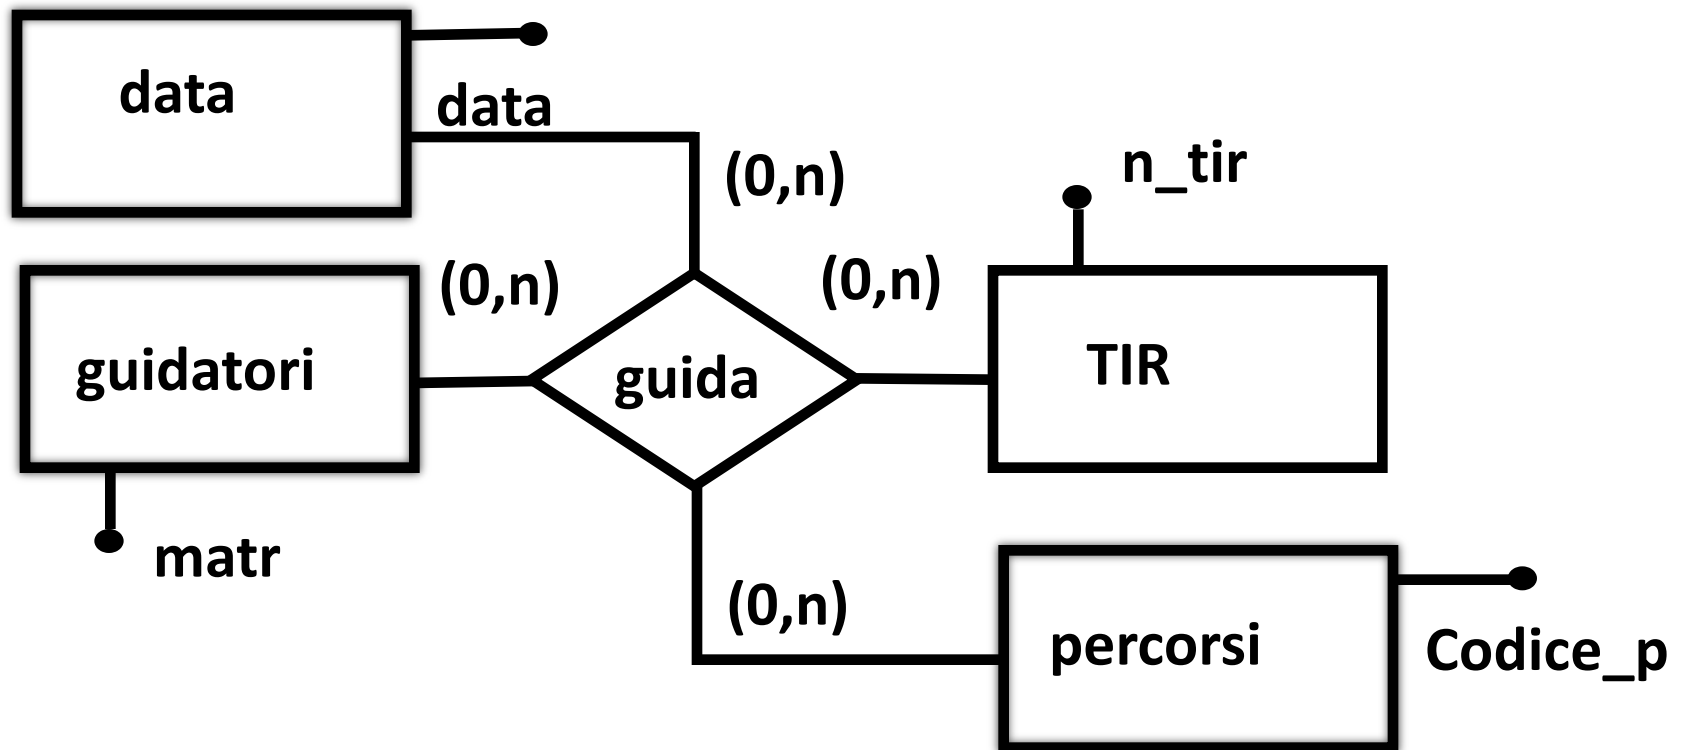 data
data
(0,n)
n_tir
(0,n)
(0,n)
guidatori
guida
TIR
matr
(0,n)
percorsi
Codice_p